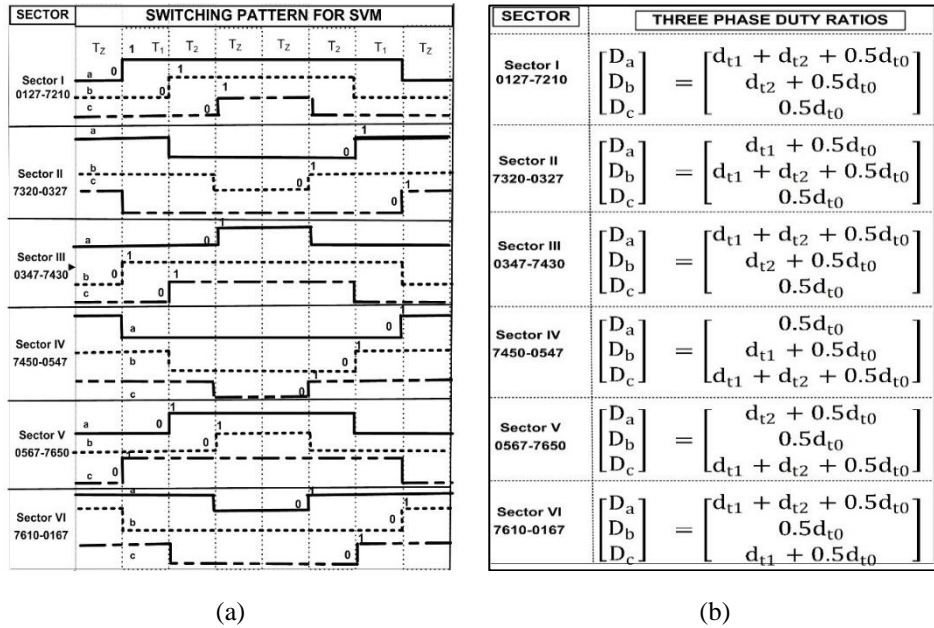 SECTOR SWITCHING PATTERN FOR SVM
T_Z T_1 T_2 T_Z T_Z T_2 T_1 T_Z
Sector I
0127-7210
a 0 1
b 0 1
c 0 1
Sector II
7320-0327
a 0 1
b 0 1
c 0 1
Sector III
0347-7430
a 0 1
b 0 1
c 0 1
Sector IV
7450-0547
a 0 1
b 0 1
c 0 1
Sector V
0567-7650
a 0 1
b 0 1
c 0
Sector VI
7610-0167
a 0 1
b 0 1
c 0 1
(a)
SECTOR THREE PHASE DUTY RATIOS
Sector I
0127-7210
[D_a] = [d_t1 + d_t2 + 0.5d_t0]
[D_b] [d_t2 + 0.5d_t0]
[D_c] [0.5d_t0]
Sector II
7320-0327
[D_a] = [d_t1 + 0.5d_t0]
[D_b] [d_t1 + d_t2 + 0.5d_t0]
[D_c] [0.5d_t0]
Sector III
0347-7430
[D_a] = [d_t1 + d_t2 + 0.5d_t0]
[D_b] [d_t2 + 0.5d_t0]
[D_c] [0.5d_t0]
Sector IV
7450-0547
[D_a] = [0.5d_t0]
[D_b] [d_t1 + 0.5d_t0]
[D_c] [d_t1 + d_t2 + 0.5d_t0]
Sector V
0567-7650
[D_a] = [d_t2 + 0.5d_t0]
[D_b] [0.5d_t0]
[D_c] [d_t1 + d_t2 + 0.5d_t0]
Sector VI
7610-0167
[D_a] = [d_t1 + d_t2 + 0.5d_t0]
[D_b] [0.5d_t0]
[D_c] [d_t1 + 0.5d_t0]
(b)